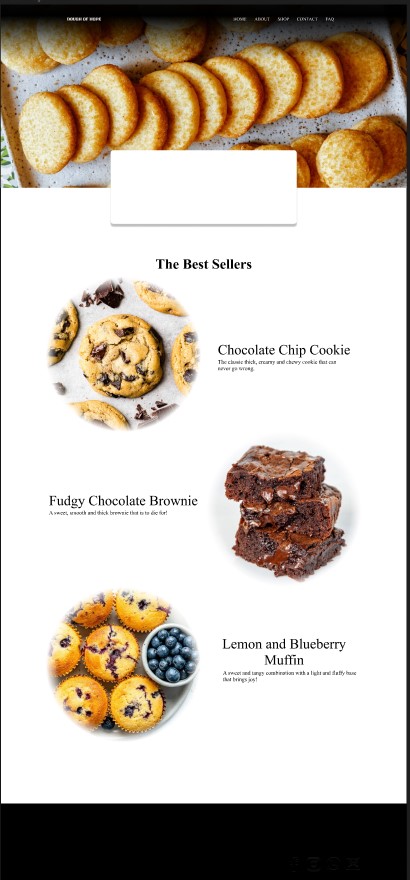 DOUGH OF HOPE
HOME ABOUT SHOP CONTACT FAQ
The Best Sellers
Chocolate Chip Cookie
The classic thick, creamy and chewy cookie that can
never go wrong.
Fudgy Chocolate Brownie
A sweet, smooth and thick brownie that is to die for!
Lemon and Blueberry
Muffin
A sweet and tangy combination with a light and fluffy base
that brings joy!